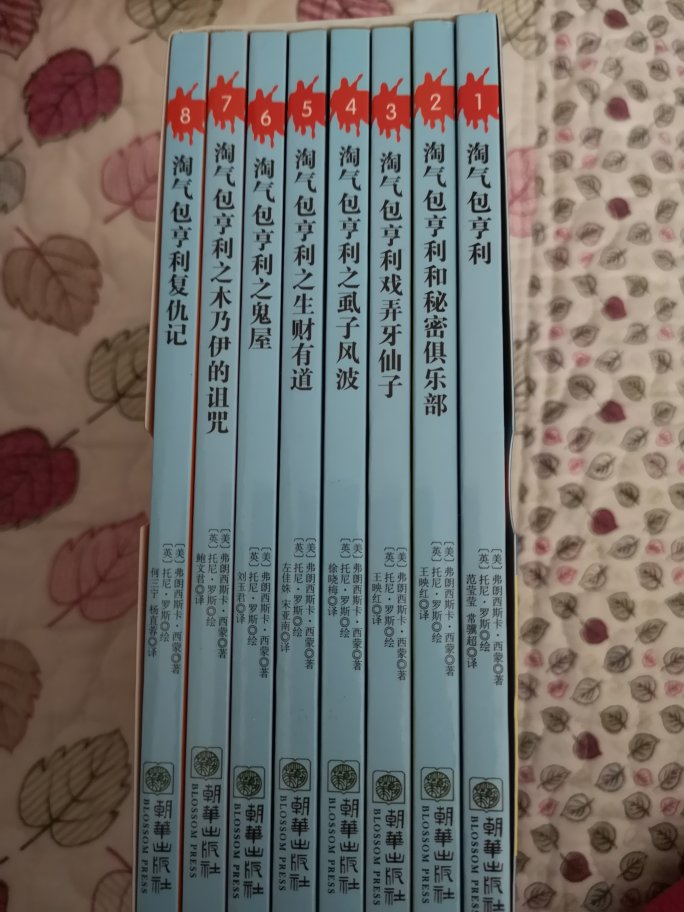 8
淘气包亨利复仇记
〔美〕弗朗西斯卡·西蒙◎著
〔英〕托尼·罗斯◎绘
何三宁 杨直蓉◎译
朝華出版社
BLOSSOM PRESS
7
淘气包亨利之木乃伊的诅咒
〔美〕弗朗西斯卡·西蒙◎著
〔英〕托尼·罗斯◎绘
鲍文君◎译
朝華出版社
BLOSSOM PRESS
6
淘气包亨利之鬼屋
〔美〕弗朗西斯卡·西蒙◎著
〔英〕托尼·罗斯◎绘
刘玉君◎译
朝華出版社
BLOSSOM PRESS
5
淘气包亨利之生财有道
〔美〕弗朗西斯卡·西蒙◎著
〔英〕托尼·罗斯◎绘
左佳妹 宋亚南◎译
朝華出版社
BLOSSOM PRESS
4
淘气包亨利之虱子风波
〔美〕弗朗西斯卡·西蒙◎著
〔英〕托尼·罗斯◎绘
徐晓梅◎译
朝華出版社
BLOSSOM PRESS
3
淘气包亨利戏弄牙仙子
〔美〕弗朗西斯卡·西蒙◎著
〔英〕托尼·罗斯◎绘
王映红◎译
朝華出版社
BLOSSOM PRESS
2
淘气包亨利和秘密俱乐部
〔美〕弗朗西斯卡·西蒙◎著
〔英〕托尼·罗斯◎绘
王映红◎译
朝華出版社
BLOSSOM PRESS
1
淘气包亨利
〔美〕弗朗西斯卡·西蒙◎著
〔英〕托尼·罗斯◎绘
范莹莹 常骥超◎译
朝華出版社
BLOSSOM PRESS